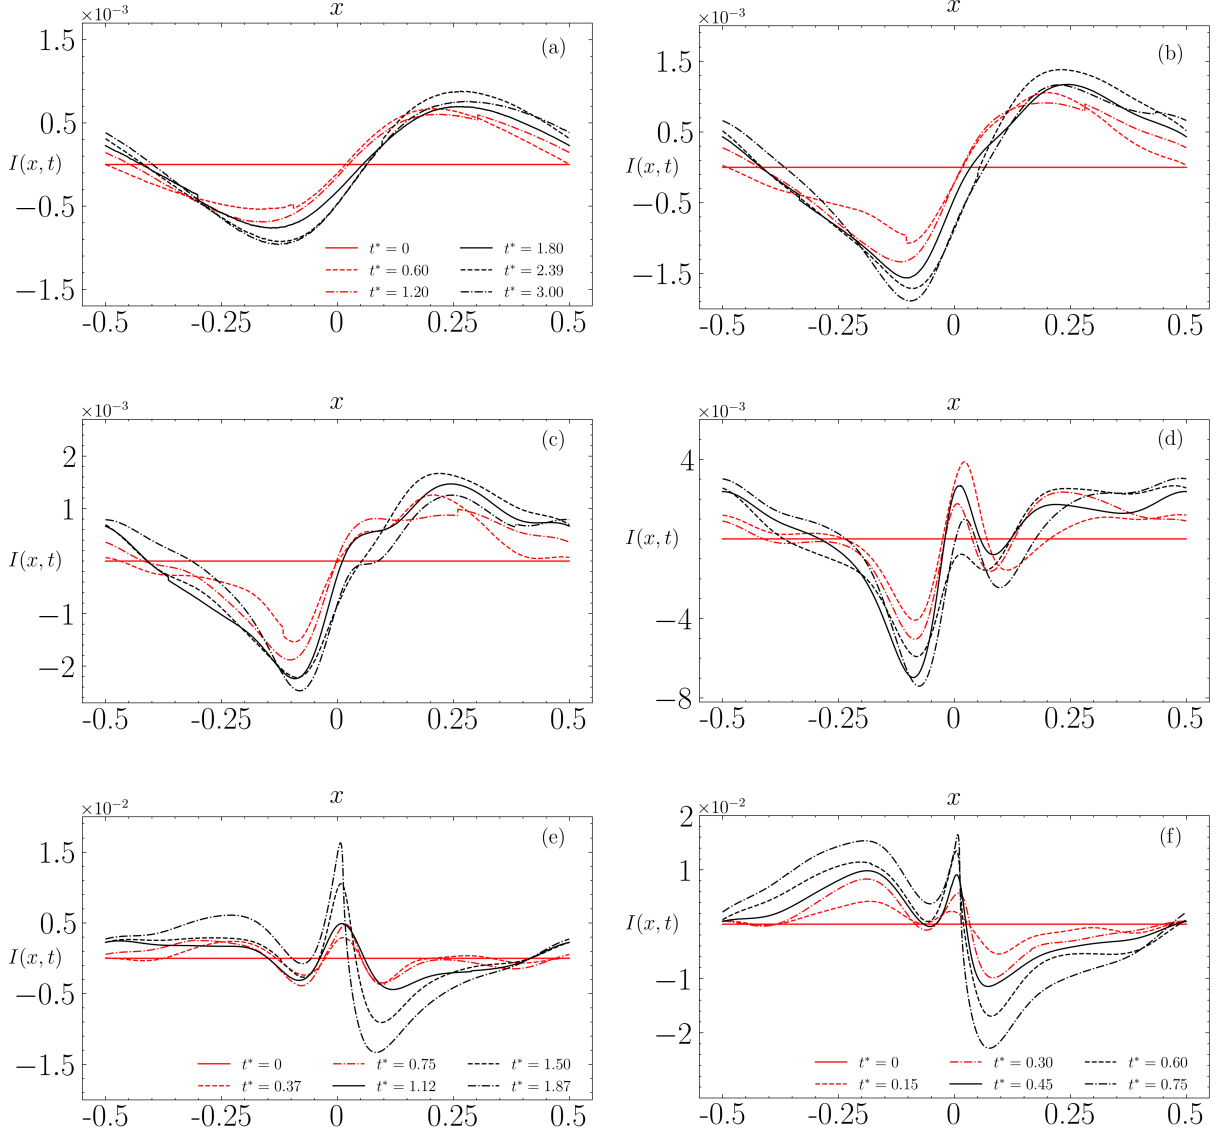 x x
×10⁻³ ×10⁻³
(a) (b)
1.5 1.5
0.5 0.5
I(x, t) I(x, t)
−0.5 −0.5
−1.5 −1.5
t* = 0 t* = 1.80
t* = 0.60 t* = 2.39
t* = 1.20 t* = 3.00
-0.5 -0.25 0 0.25 0.5 -0.5 -0.25 0 0.25 0.5
x x
×10⁻³ ×10⁻³
(c) (d)
2 4
1
I(x, t) I(x, t)
−1 −4
−2 −8
-0.5 -0.25 0 0.25 0.5 -0.5 -0.25 0 0.25 0.5
x x
×10⁻² ×10⁻²
(e) (f)
1.5 2
0.5 1
I(x, t) I(x, t)
−0.5 −1
−1.5 −2
t* = 0 t* = 0.75 t* = 1.50 t* = 0 t* = 0.30 t* = 0.60
t* = 0.37 t* = 1.12 t* = 1.87 t* = 0.15 t* = 0.45 t* = 0.75
-0.5 -0.25 0 0.25 0.5 -0.5 -0.25 0 0.25 0.5